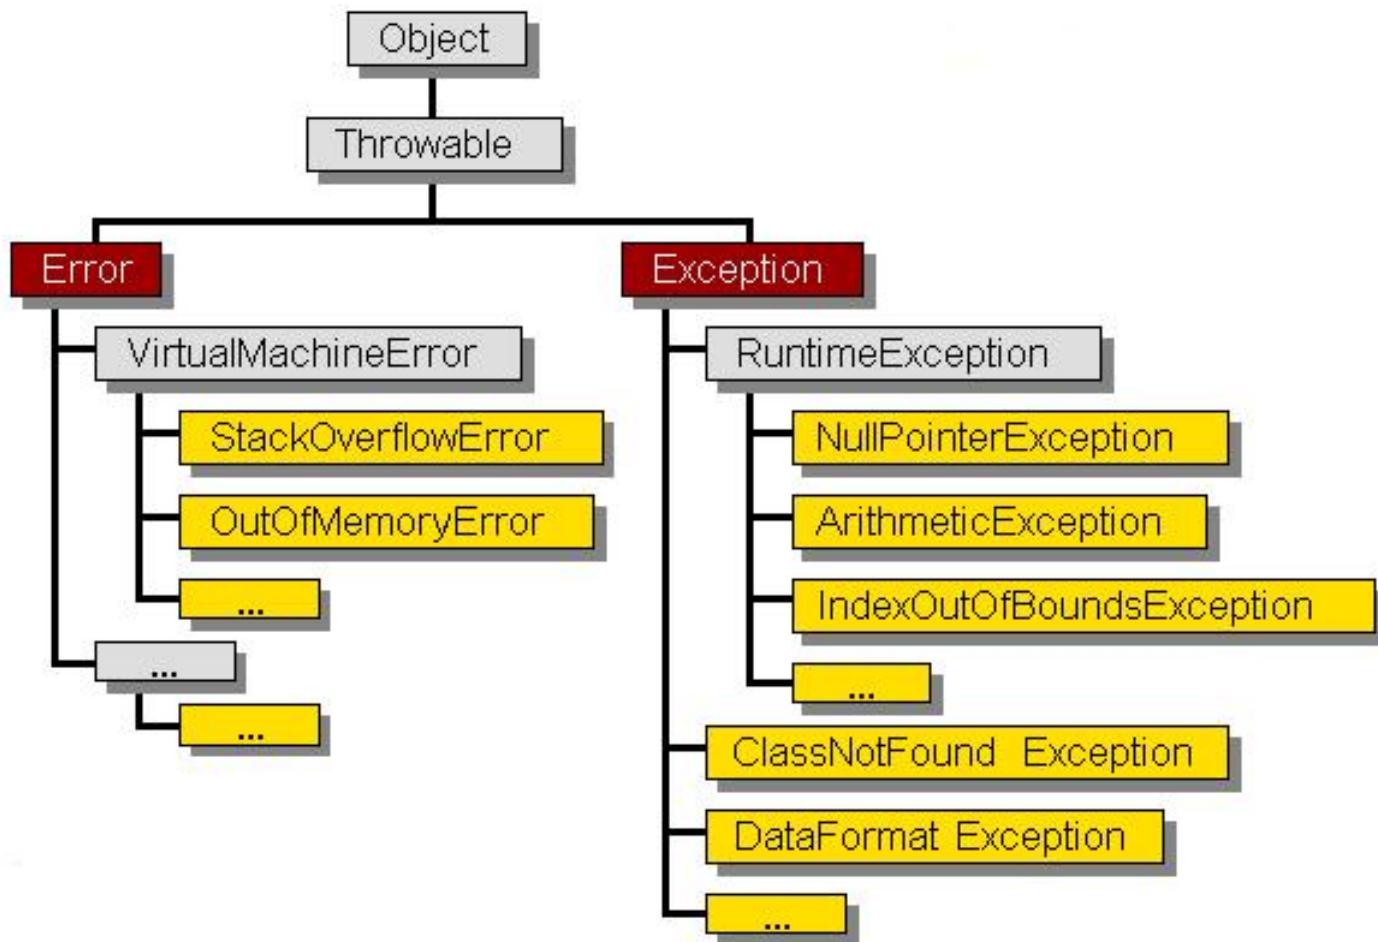 Object
Throwable
Error
Exception
VirtualMachineError
RuntimeException
StackOverflowError
NullPointerException
OutOfMemoryError
ArithmeticException
...
IndexOutOfBoundsException
...
...
...
ClassNotFound Exception
DataFormat Exception
...